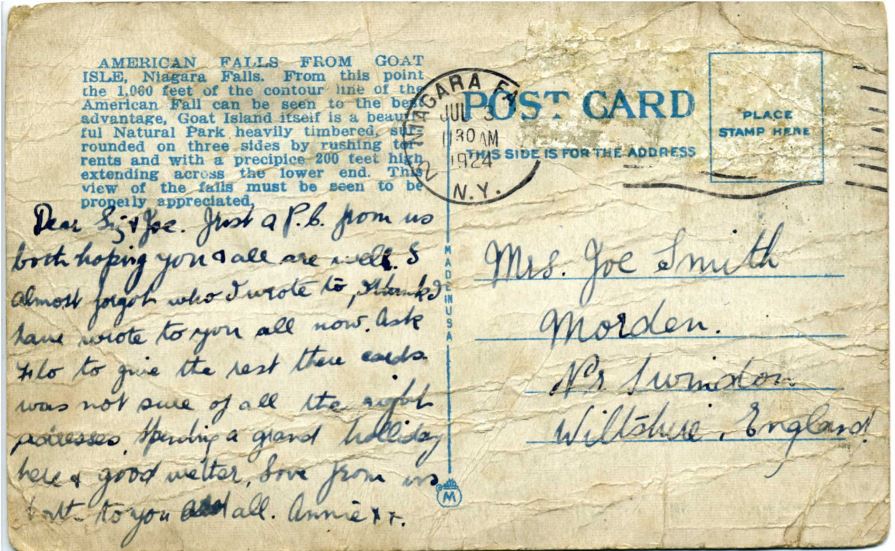 AMERICAN FALLS FROM GOAT
ISLE, Niagara Falls. From this point
the 1,060 feet of the contour line of the
American Fall can be seen to the best
advantage, Goat Island itself is a beauti-
ful Natural Park heavily timbered, sur-
rounded on three sides by rushing tor-
rents and with a precipice 200 feet high
extending across the lower end. This
view of the falls must be seen to be
properly appreciated.
Dear & Joe. Just a P.C. from us
both hoping you & all are well. I
almost forgot who I wrote to, I think I
have wrote to you all now. Ask
Flo to give the rest there cards
was not sure of all the right
adresses. Spending a grand holliday
here & good wetter, Love from us
both to you and all. Annie xx.
MADE IN USA
M
NIAGARA FA
JUL 3
30 AM
1924
N.Y.
POST CARD
THIS SIDE IS FOR THE ADDRESS
PLACE
STAMP HERE
Mrs. Joe Smith
Morden.
Nr Swindon
Wiltshire, England